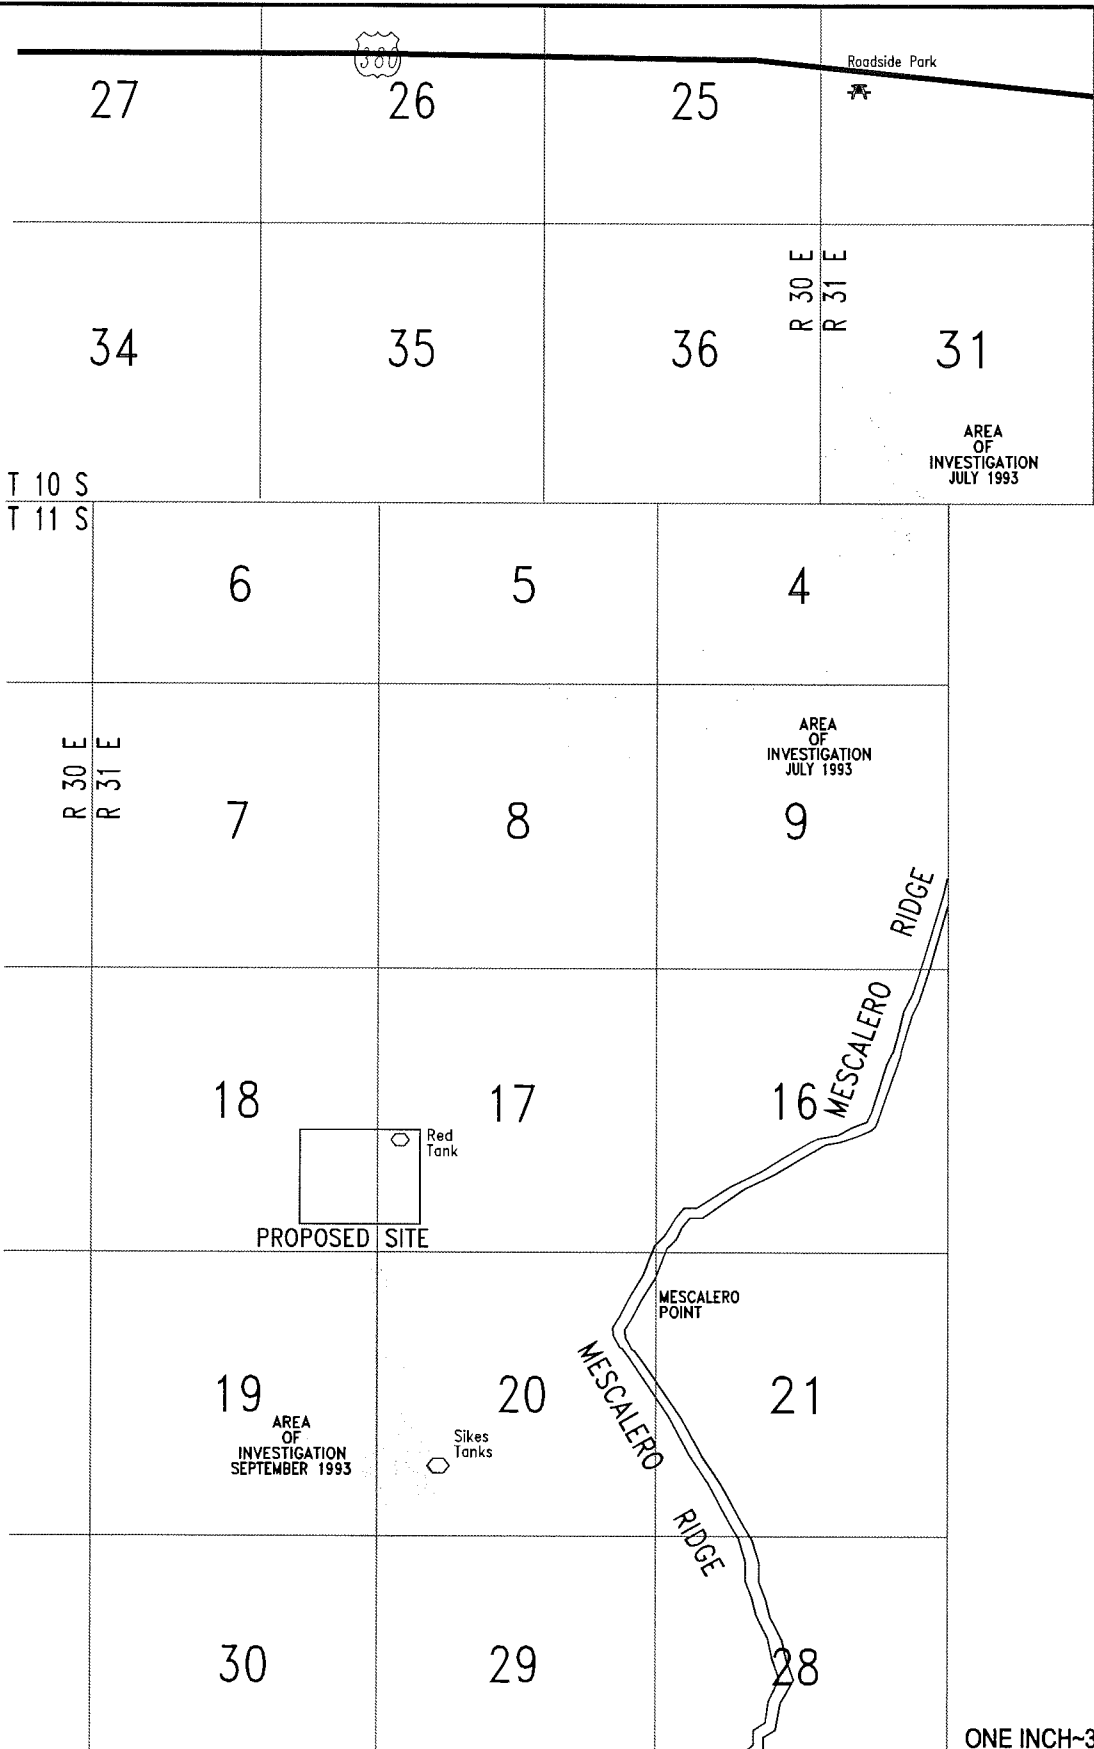 380
Roadside Park
27
26
25
R 30 E
R 31 E
34
35
36
31
AREA
OF
INVESTIGATION
JULY 1993
T 10 S
T 11 S
6
5
4
R 30 E
R 31 E
AREA
OF
INVESTIGATION
JULY 1993
7
8
9
MESCALERO RIDGE
18
17
16
Red
Tank
PROPOSED SITE
MESCALERO
POINT
19
20
21
MESCALERO RIDGE
AREA
OF
INVESTIGATION
SEPTEMBER 1993
Sikes
Tanks
30
29
28
ONE INCH~3